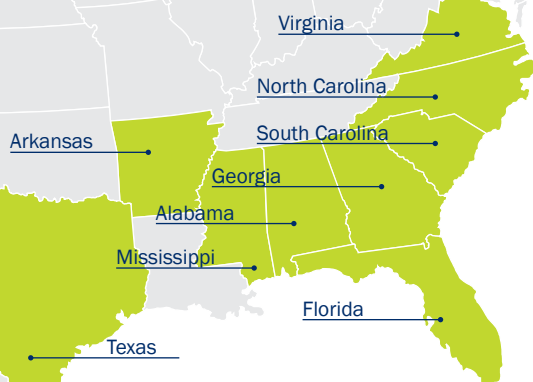 Virginia
North Carolina
South Carolina
Arkansas
Georgia
Alabama
Mississippi
Florida
Texas